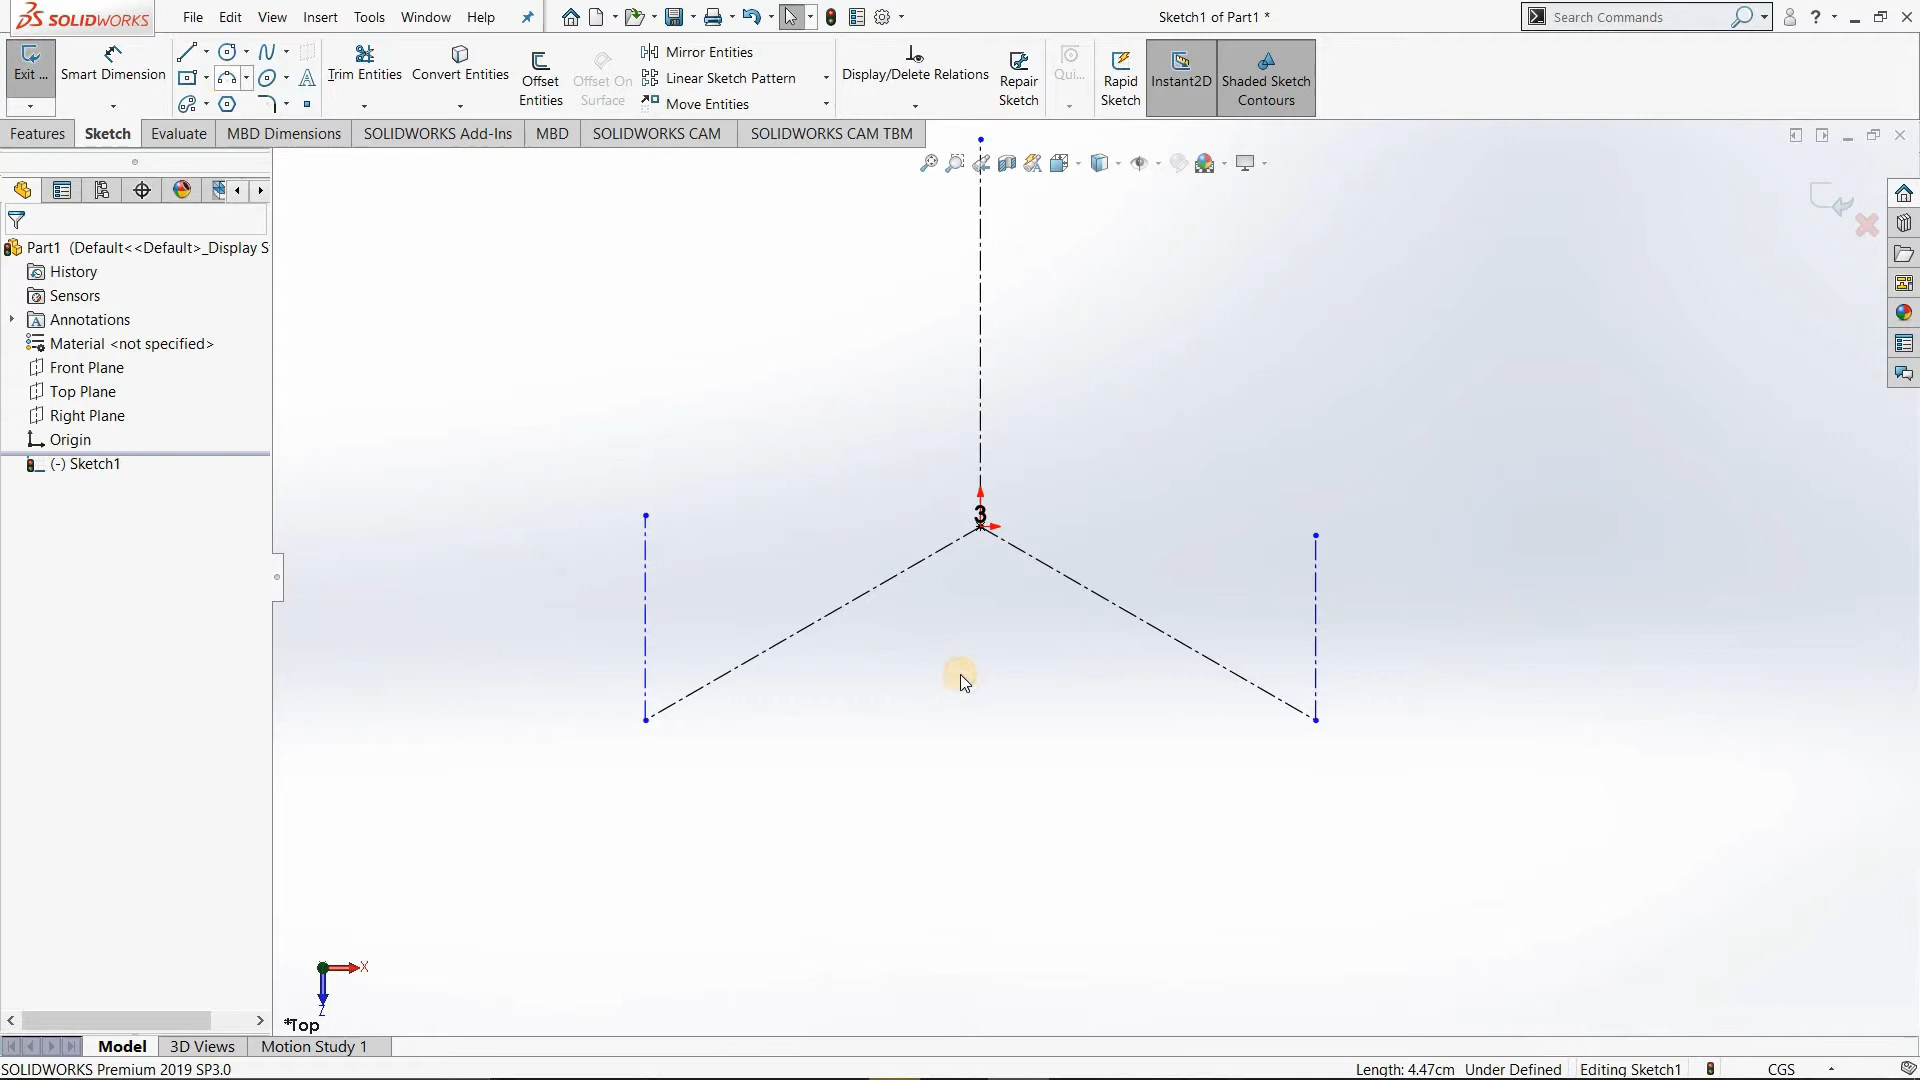 SOLIDWORKS File Edit View Insert Tools Window Help Sketch1 of Part1 * Search Commands
Exit ... Smart Dimension Trim Entities Convert Entities Offset Entities Offset On Surface Mirror Entities Display/Delete Relations Repair Sketch Qui... Rapid Sketch Instant2D Shaded Sketch Contours
Linear Sketch Pattern
Move Entities
Features Sketch Evaluate MBD Dimensions SOLIDWORKS Add-Ins MBD SOLIDWORKS CAM SOLIDWORKS CAM TBM
Part1 (Default<<Default>_Display S
History
Sensors
Annotations
Material <not specified>
Front Plane
Top Plane
Right Plane
Origin
(-) Sketch1
3
X
Z
*Top
Model 3D Views Motion Study 1
SOLIDWORKS Premium 2019 SP3.0 Length: 4.47cm Under Defined Editing Sketch1 CGS